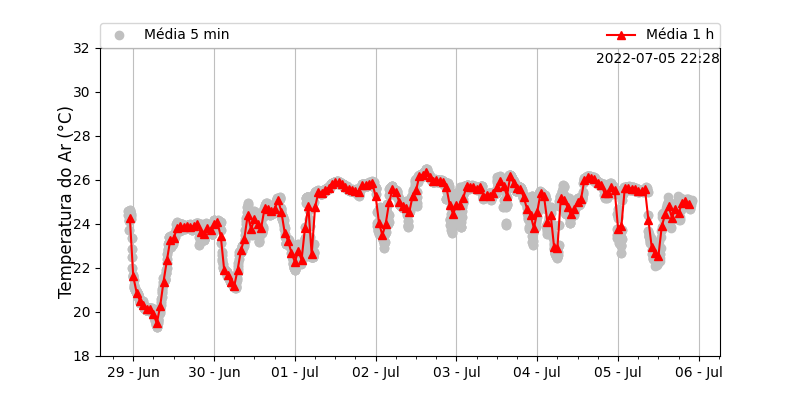 Média 5 min
Média 1 h
2022-07-05 22:28
Temperatura do Ar (°C)
32
30
28
26
24
22
20
18
29 - Jun
30 - Jun
01 - Jul
02 - Jul
03 - Jul
04 - Jul
05 - Jul
06 - Jul